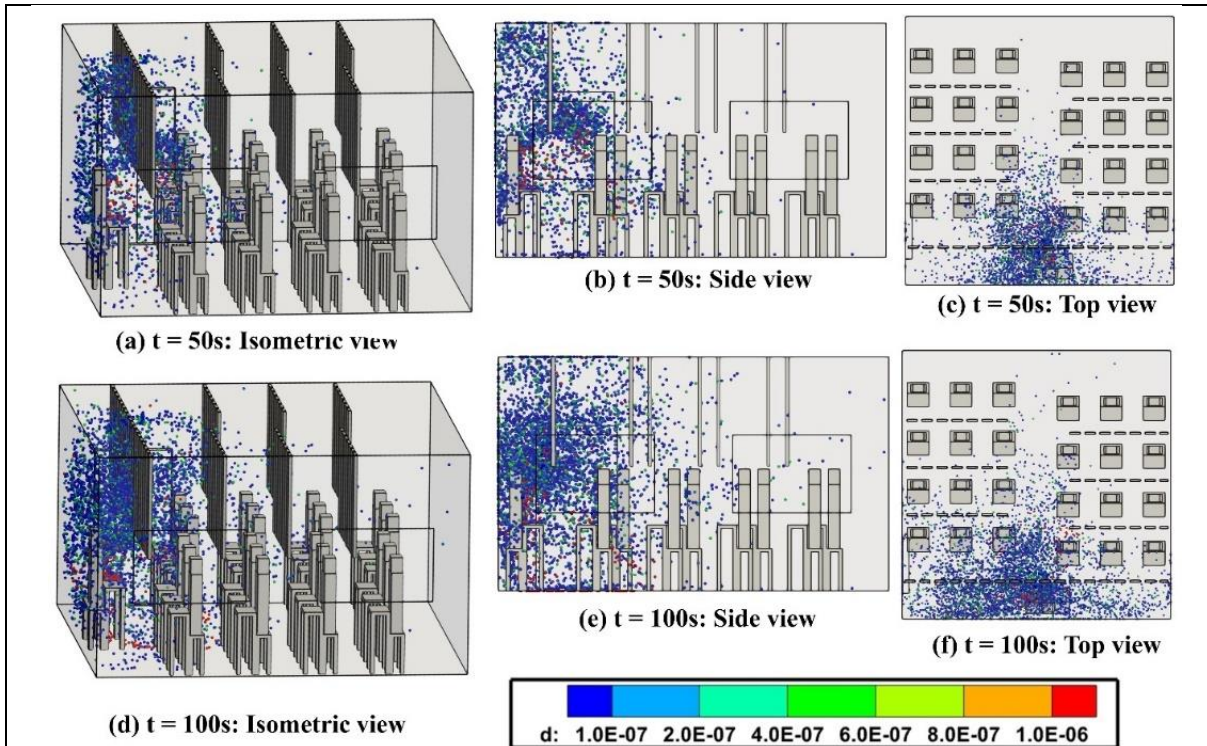 (a) t = 50s: Isometric view
(b) t = 50s: Side view
(c) t = 50s: Top view
(d) t = 100s: Isometric view
(e) t = 100s: Side view
(f) t = 100s: Top view
d: 1.0E-07 2.0E-07 4.0E-07 6.0E-07 8.0E-07 1.0E-06